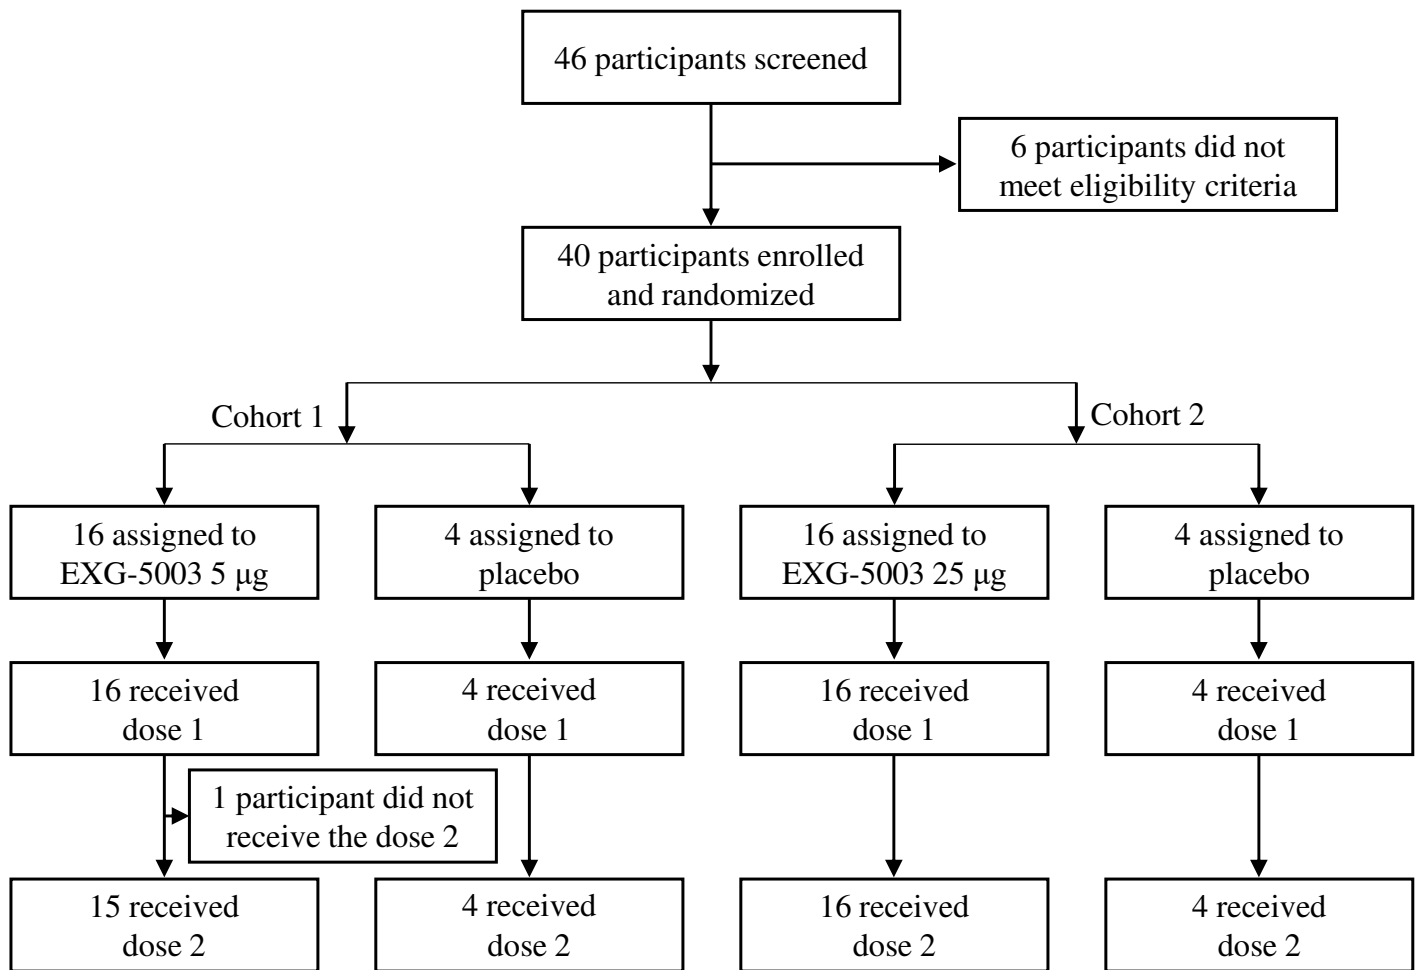 46 participants screened
6 participants did not
meet eligibility criteria
40 participants enrolled
and randomized
Cohort 1
Cohort 2
16 assigned to
EXG-5003 5 μg
4 assigned to
placebo
16 assigned to
EXG-5003 25 μg
4 assigned to
placebo
16 received
dose 1
4 received
dose 1
16 received
dose 1
4 received
dose 1
1 participant did not
receive the dose 2
15 received
dose 2
4 received
dose 2
16 received
dose 2
4 received
dose 2